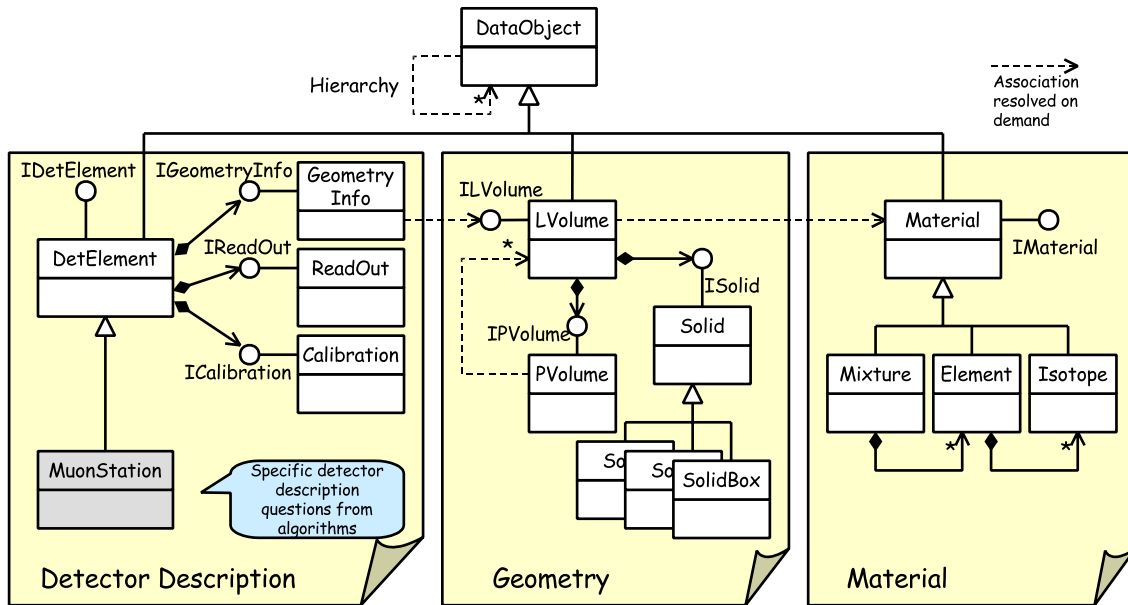 DataObject
Hierarchy
*
Association
resolved on
demand
IDetElement
IGeometryInfo
Geometry
Info
DetElement
IReadOut
ReadOut
ICalibration
Calibration
MuonStation
Specific detector
description
questions from
algorithms
Detector Description
ILVolume
LVolume
*
ISolid
Solid
IPVolume
PVolume
So
So
SolidBox
Geometry
Material
IMaterial
Mixture
Element
Isotope
*
*
Material